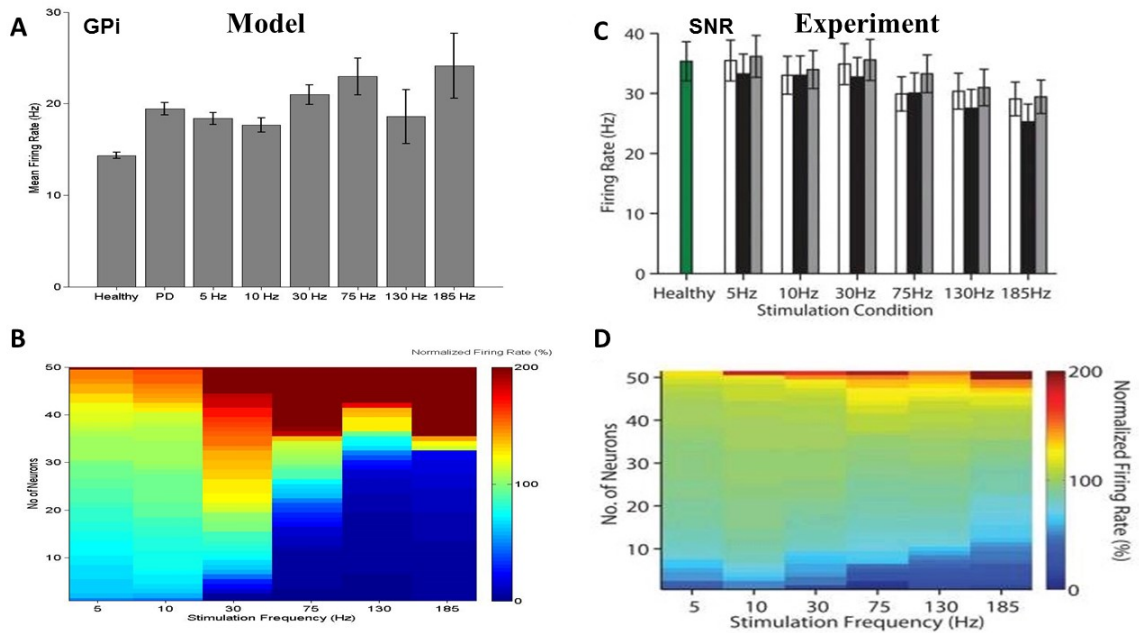 A
GPi
Model
Mean Firing Rate (Hz)
30
20
10
0
Healthy PD 5 Hz 10 Hz 30 Hz 75 Hz 130 Hz 185 Hz
C
SNR
Experiment
Firing Rate (Hz)
40
30
20
10
0
Healthy 5Hz 10Hz 30Hz 75Hz 130Hz 185Hz
Stimulation Condition
B
Normalized Firing Rate (%)
No of Neurons
50
40
30
20
10
5 10 30 75 130 185
Stimulation Frequency (Hz)
200
100
0
D
No. of Neurons
50
40
30
20
10
5 10 30 75 130 185
Stimulation Frequency (Hz)
200
100
0
Normalized Firing Rate (%)